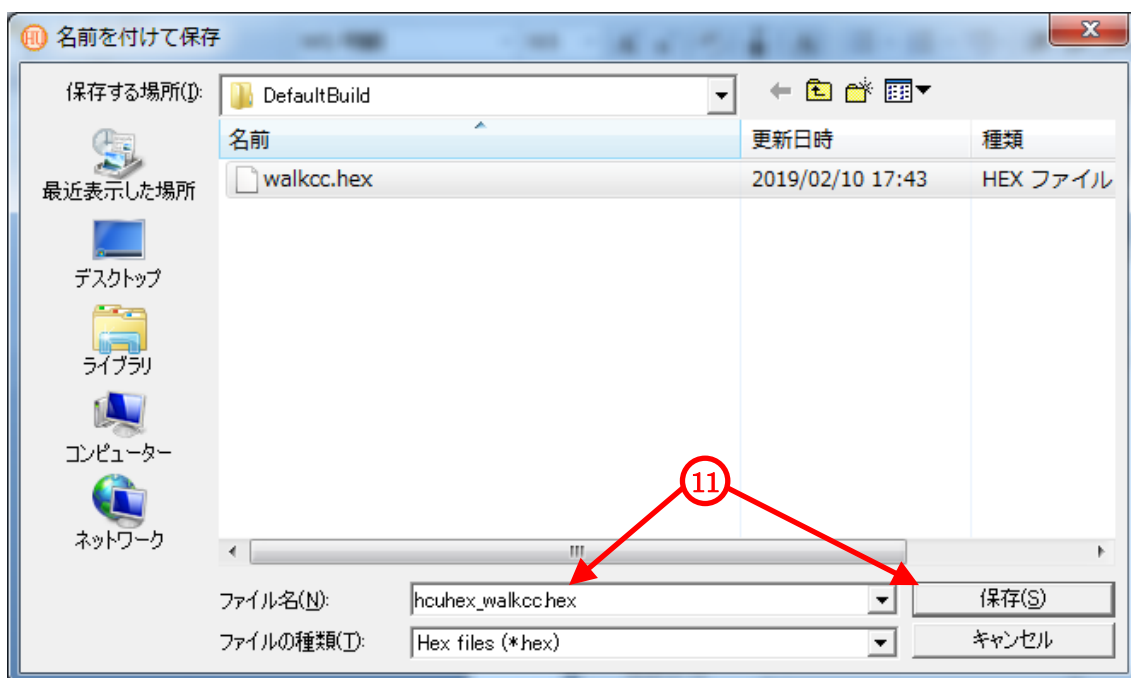 HU 名前を付けて保存
保存する場所(I):
DefaultBuild
名前 更新日時 種類
walkcc.hex 2019/02/10 17:43 HEX ファイル
最近表示した場所
デスクトップ
ライブラリ
コンピューター
ネットワーク
⑪
ファイル名(N): hcuhex_walkcc.hex 保存(S)
ファイルの種類(T): Hex files (*.hex) キャンセル